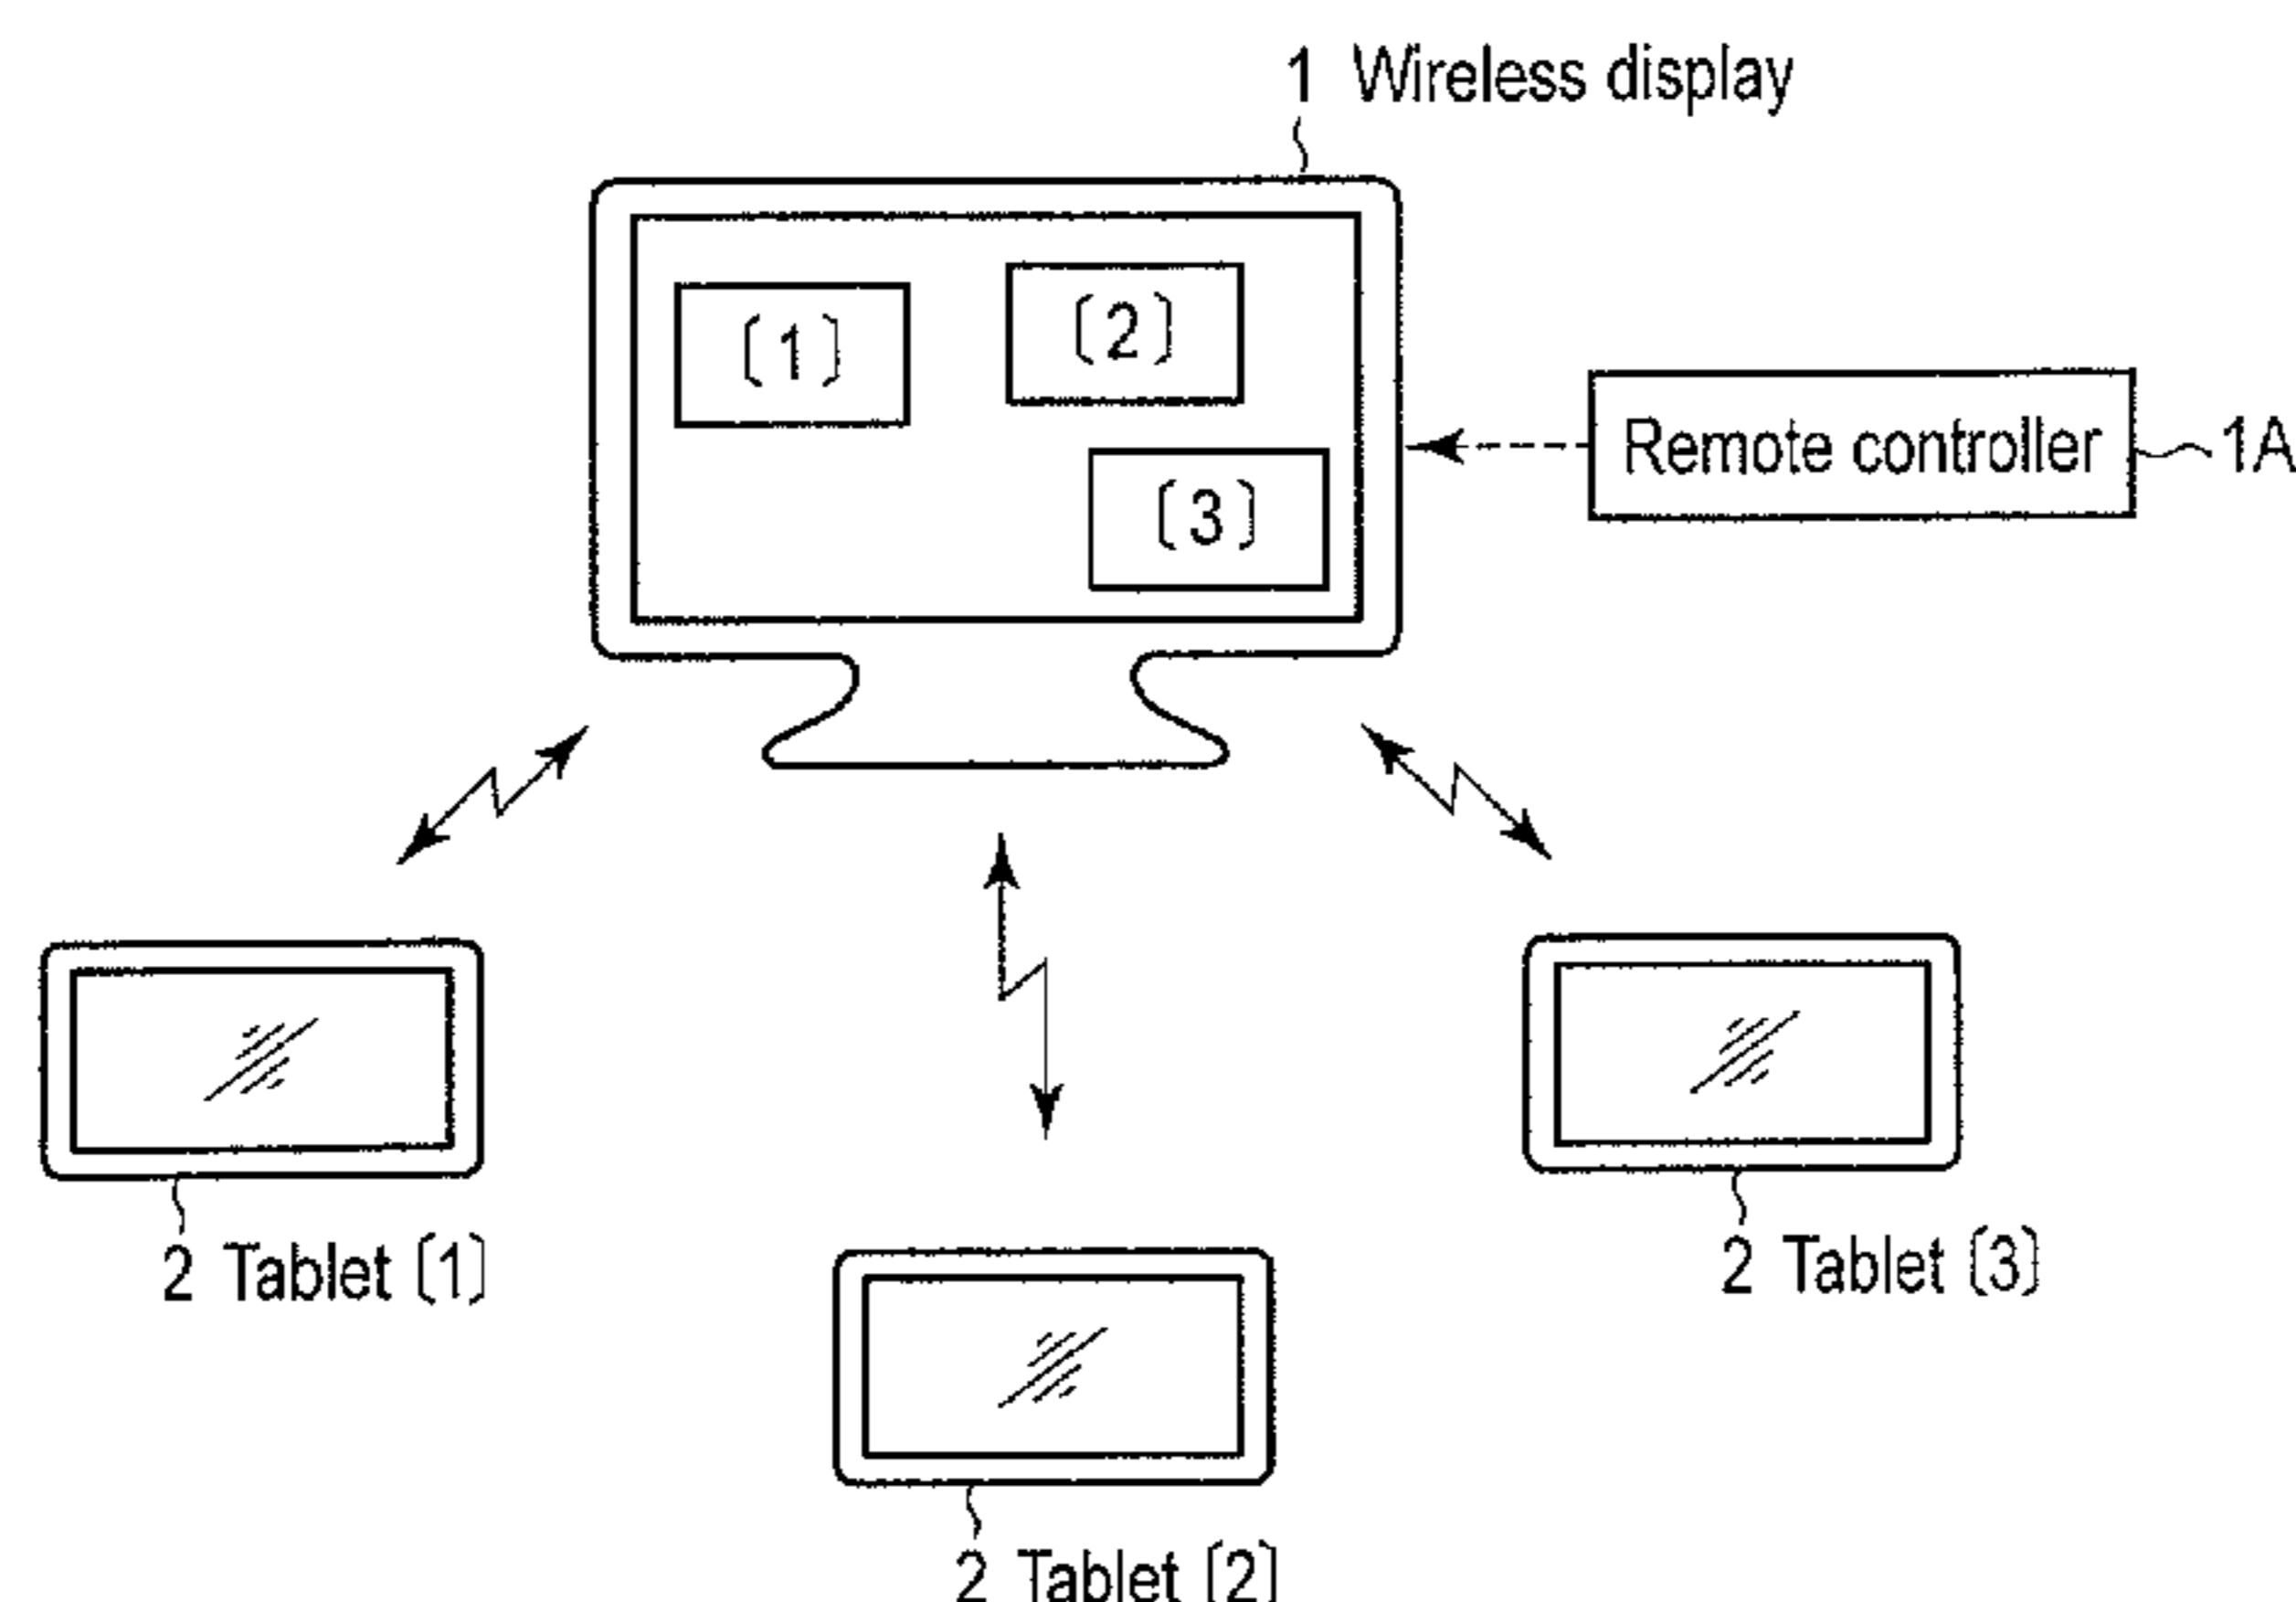 1 Wireless display
〔1〕
〔2〕
〔3〕
Remote controller
1A
2 Tablet〔1〕
2 Tablet〔3〕
2 Tablet〔2〕